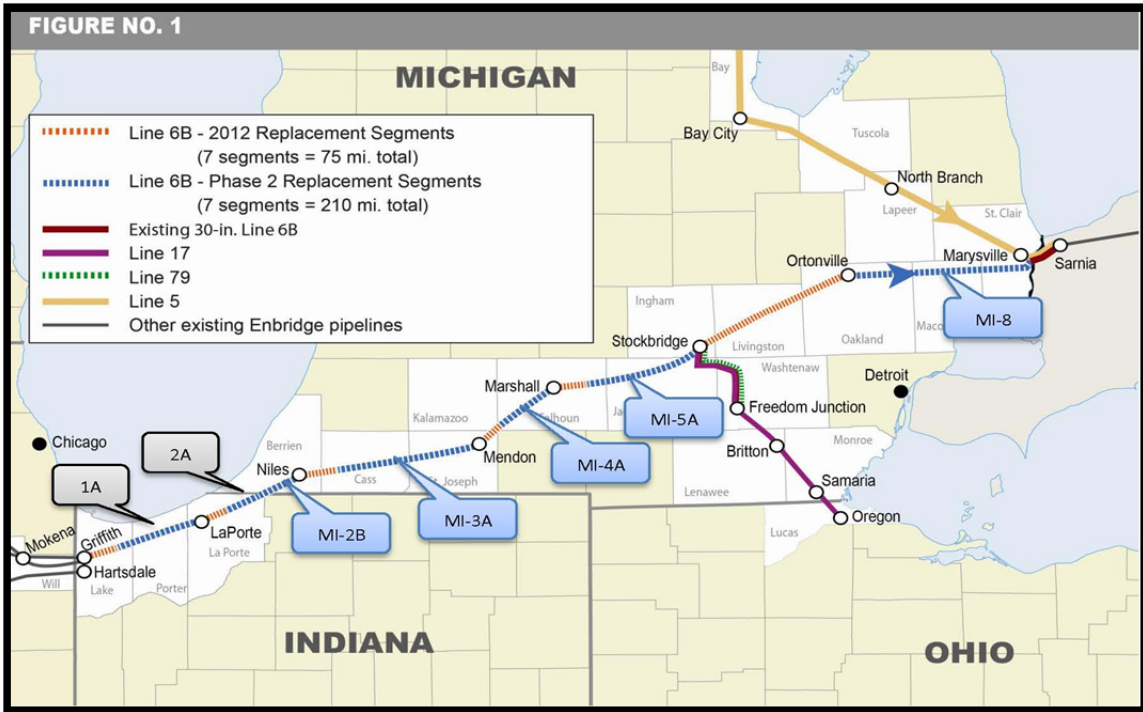 FIGURE NO. 1
MICHIGAN
Line 6B - 2012 Replacement Segments
(7 segments = 75 mi. total)
Line 6B - Phase 2 Replacement Segments
(7 segments = 210 mi. total)
Existing 30-in. Line 6B
Line 17
Line 79
Line 5
Other existing Enbridge pipelines
Bay
Bay City
Tuscola
North Branch
Lapeer
St. Clair
Marysville
Sarnia
Ortonville
MI-8
Ingham
Stockbridge
Livingston
Oakland
Maco
Washtenaw
Detroit
Marshall
Kalamazoo
alhoun
Ja
MI-5A
Freedom Junction
Chicago
Berrien
2A
Niles
Cass
St. Joseph
Mendon
MI-4A
Britton
Monroe
1A
MI-3A
Lenawee
Samaria
LaPorte
La Porte
MI-2B
Oregon
Lucas
Mokena
Griffith
Hartsdale
Will
Lake
Porter
INDIANA
OHIO